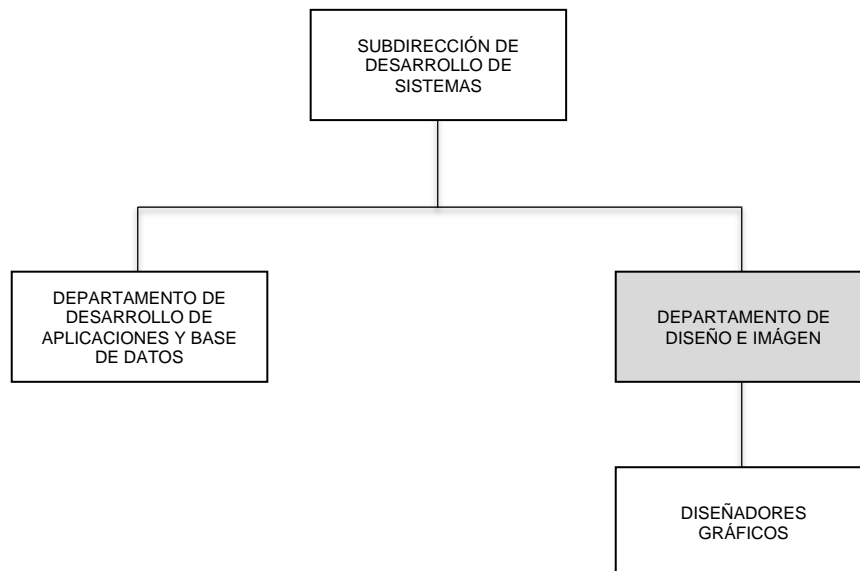 SUBDIRECCIÓN DE
DESARROLLO DE
SISTEMAS
DEPARTAMENTO DE
DESARROLLO DE
APLICACIONES Y BASE
DE DATOS
DEPARTAMENTO DE
DISEÑO E IMÁGEN
DISEÑADORES
GRÁFICOS